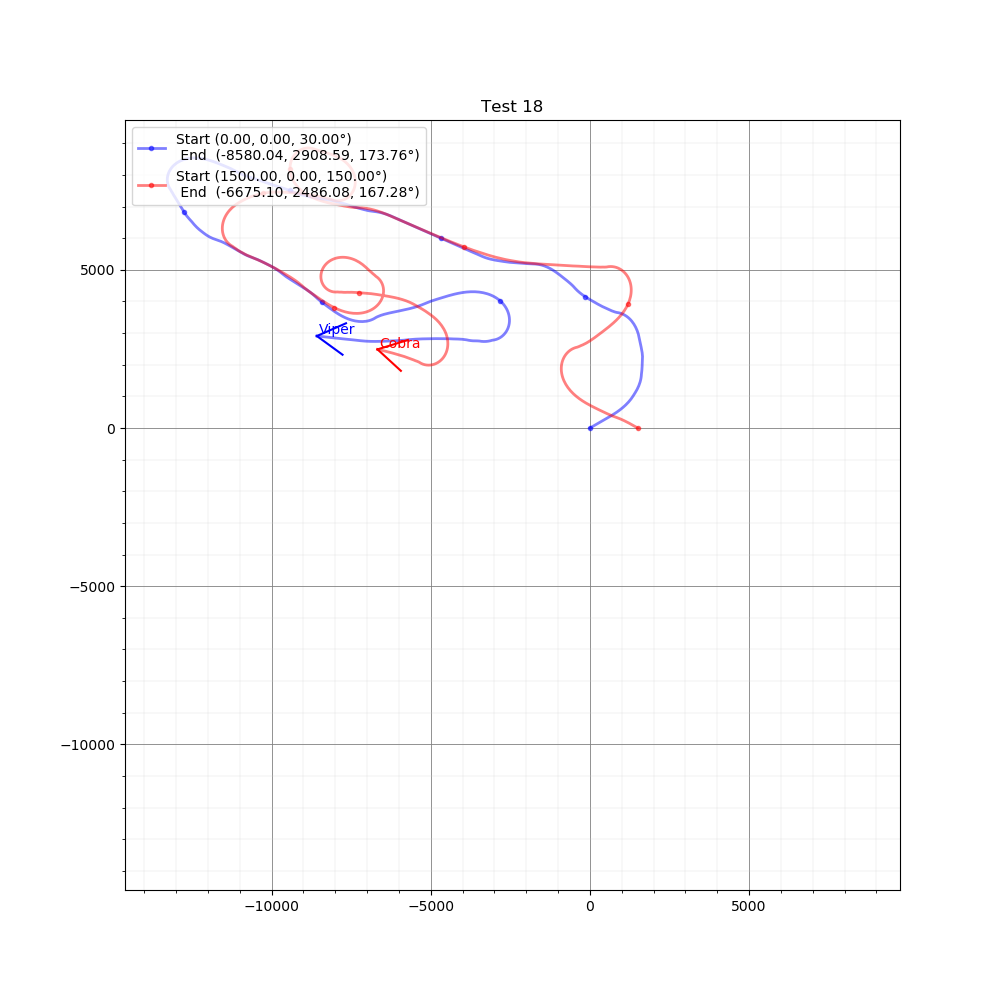 Test 18
Start (0.00, 0.00, 30.00°)
End (-8580.04, 2908.59, 173.76°)
Start (1500.00, 0.00, 150.00°)
End (-6675.10, 2486.08, 167.28°)
5000
Viper
Cobra
0
−5000
−10000
−10000
−5000
0
5000